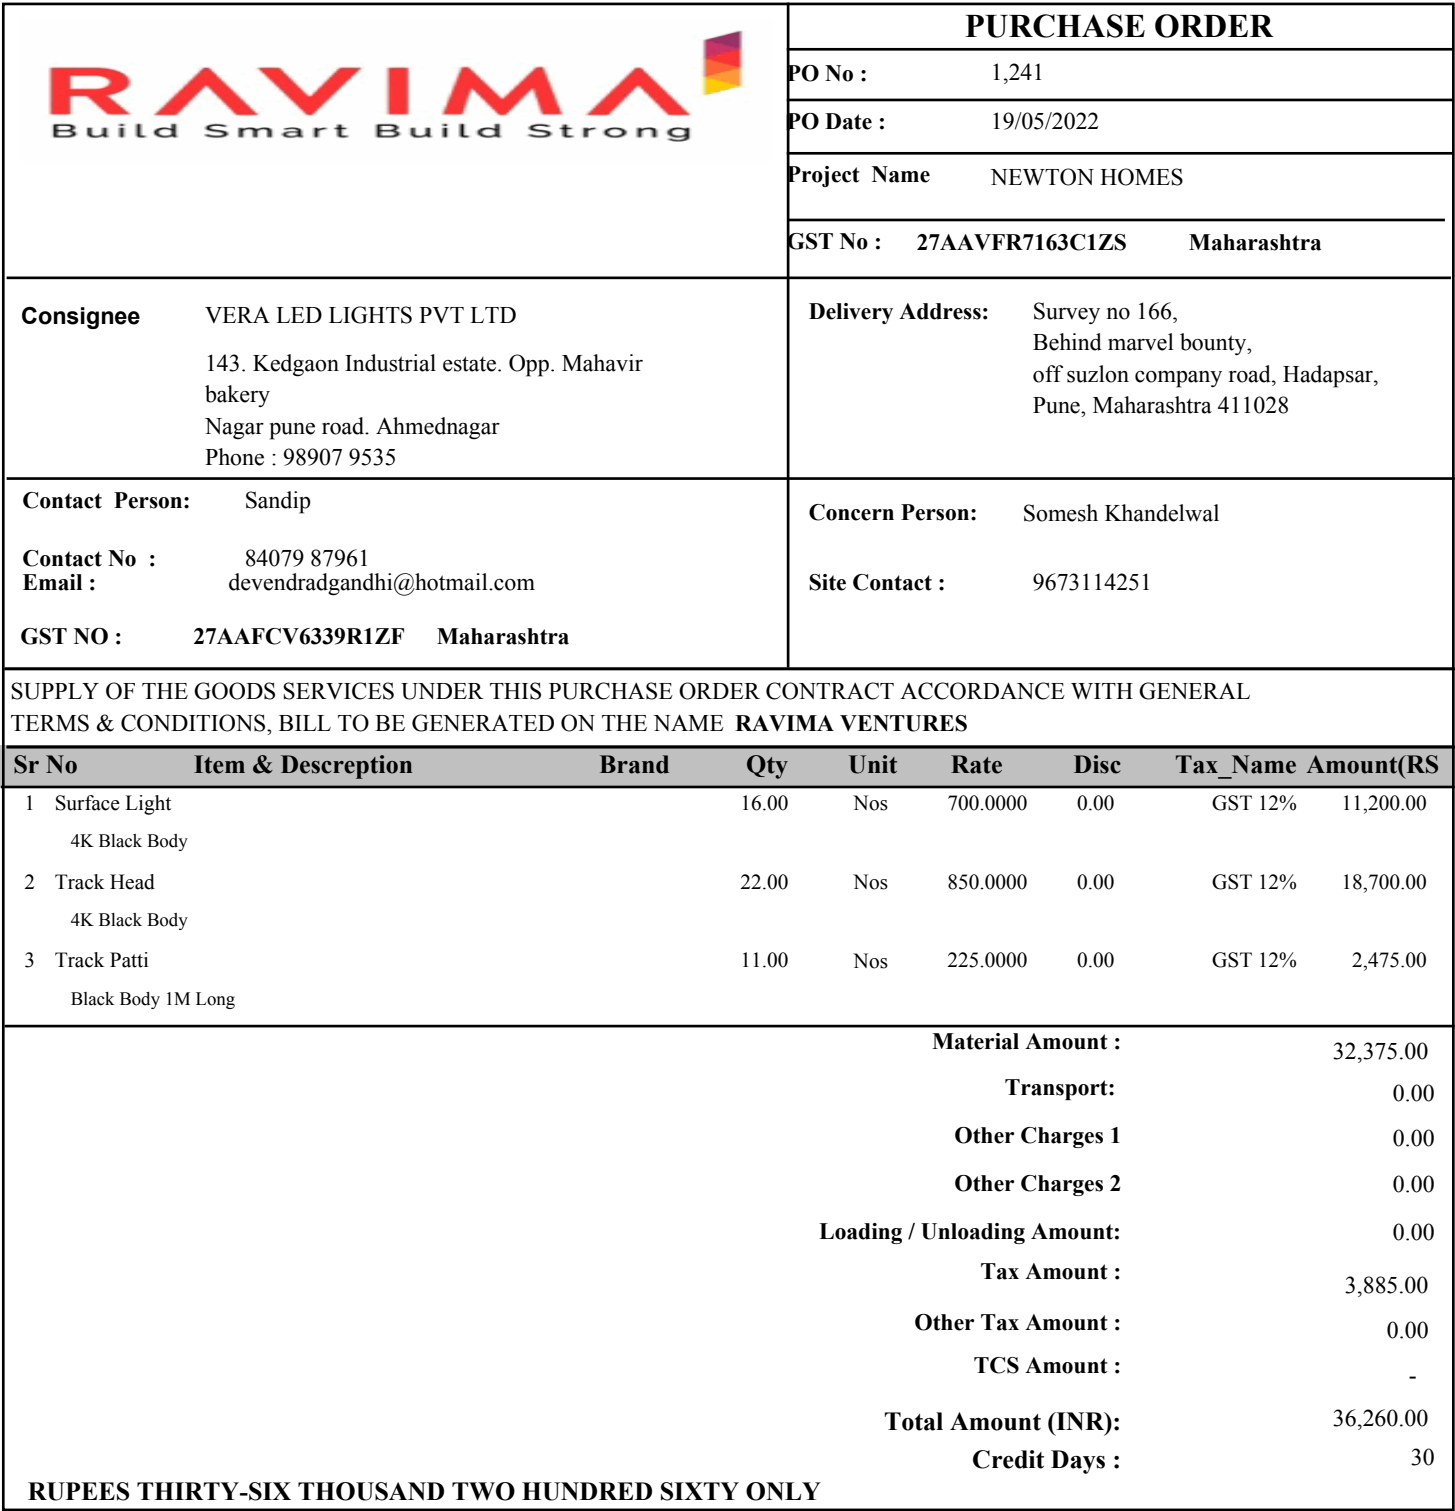 RAVIMA
Build Smart Build Strong
PURCHASE ORDER
PO No : 1,241
PO Date : 19/05/2022
Project Name NEWTON HOMES
GST No : 27AAVFR7163C1ZS Maharashtra
Consignee VERA LED LIGHTS PVT LTD
143. Kedgaon Industrial estate. Opp. Mahavir
bakery
Nagar pune road. Ahmednagar
Phone : 98907 9535
Delivery Address: Survey no 166,
Behind marvel bounty,
off suzlon company road, Hadapsar,
Pune, Maharashtra 411028
Contact Person: Sandip
Contact No : 84079 87961
Email : devendradgandhi@hotmail.com
GST NO : 27AAFCV6339R1ZF Maharashtra
Concern Person: Somesh Khandelwal
Site Contact : 9673114251
SUPPLY OF THE GOODS SERVICES UNDER THIS PURCHASE ORDER CONTRACT ACCORDANCE WITH GENERAL
TERMS & CONDITIONS, BILL TO BE GENERATED ON THE NAME RAVIMA VENTURES
Sr No Item & Descreption Brand Qty Unit Rate Disc Tax_Name Amount(RS
1 Surface Light 16.00 Nos 700.0000 0.00 GST 12% 11,200.00
4K Black Body
2 Track Head 22.00 Nos 850.0000 0.00 GST 12% 18,700.00
4K Black Body
3 Track Patti 11.00 Nos 225.0000 0.00 GST 12% 2,475.00
Black Body 1M Long
Material Amount : 32,375.00
Transport: 0.00
Other Charges 1 0.00
Other Charges 2 0.00
Loading / Unloading Amount: 0.00
Tax Amount : 3,885.00
Other Tax Amount : 0.00
TCS Amount : -
Total Amount (INR): 36,260.00
Credit Days : 30
RUPEES THIRTY-SIX THOUSAND TWO HUNDRED SIXTY ONLY